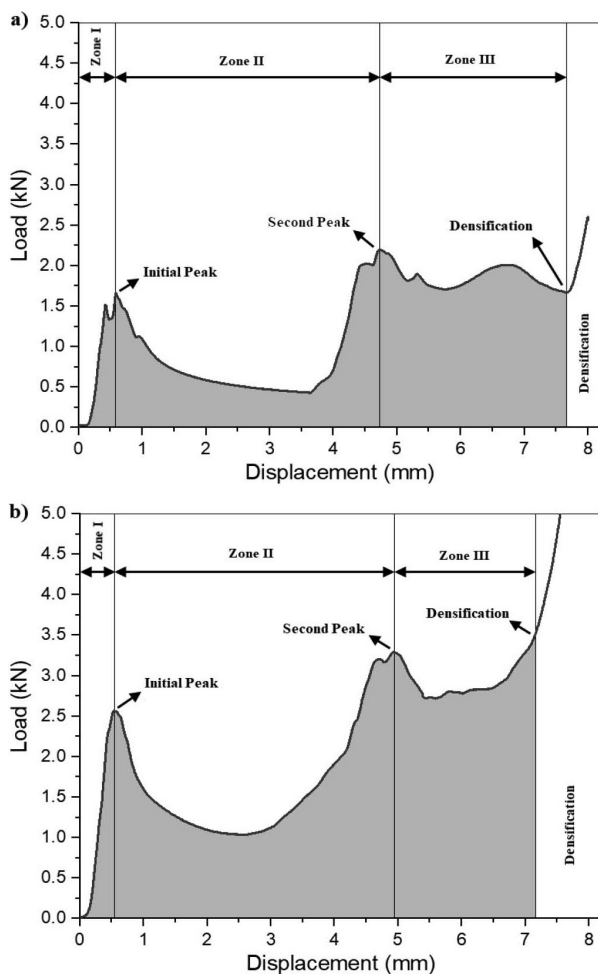 a)
Zone I
Zone II
Zone III
Second Peak
Densification
Initial Peak
Densification
Load (kN)
5.0
4.5
4.0
3.5
3.0
2.5
2.0
1.5
1.0
0.5
0.0
0 1 2 3 4 5 6 7 8
Displacement (mm)
b)
Zone I
Zone II
Zone III
Densification
Second Peak
Initial Peak
Densification
Load (kN)
5.0
4.5
4.0
3.5
3.0
2.5
2.0
1.5
1.0
0.5
0.0
0 1 2 3 4 5 6 7 8
Displacement (mm)